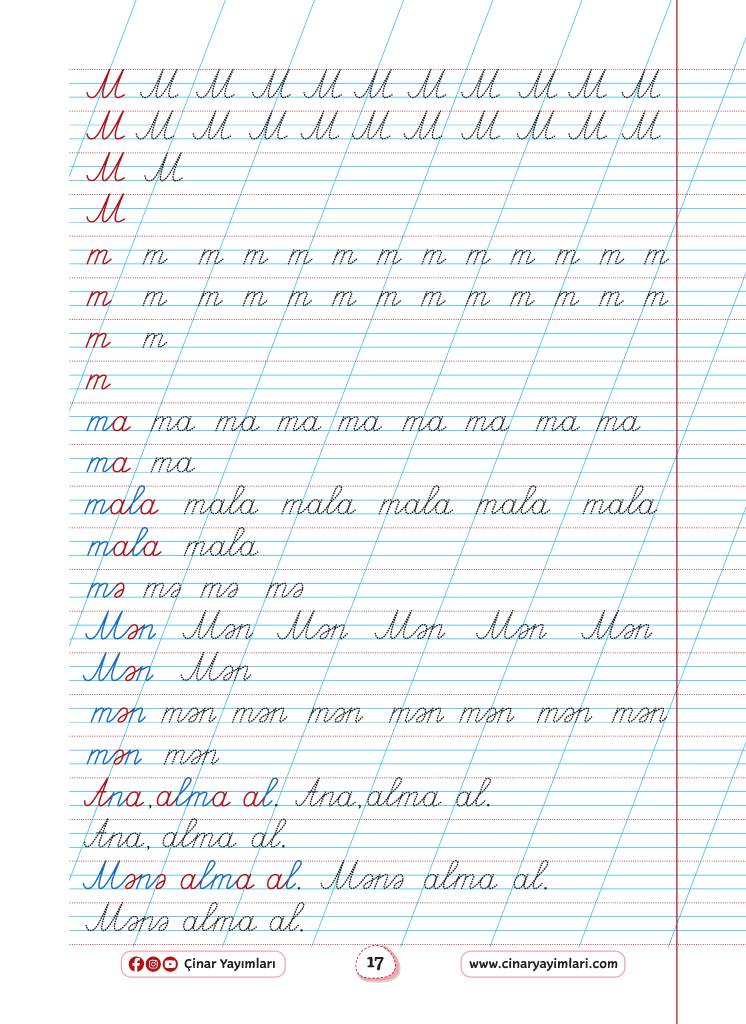 M M M M M M M M M M M
M M M M M M M M M M M
M M
M
m m m m m m m m m m m m m
m m m m m m m m m m m m m
m m
m
ma ma ma ma ma ma ma ma ma
ma ma
mala mala mala mala mala mala
mala mala
mə mə mə mə
Mən Mən Mən Mən Mən Mən
Mən Mən
mən mən mən mən mən mən mən mən
mən mən
Ana, alma al. Ana, alma al.
Ana, alma al.
Mənə alma al. Mənə alma al.
Mənə alma al.
Çinar Yayımları 17 www.cinaryayimlari.com